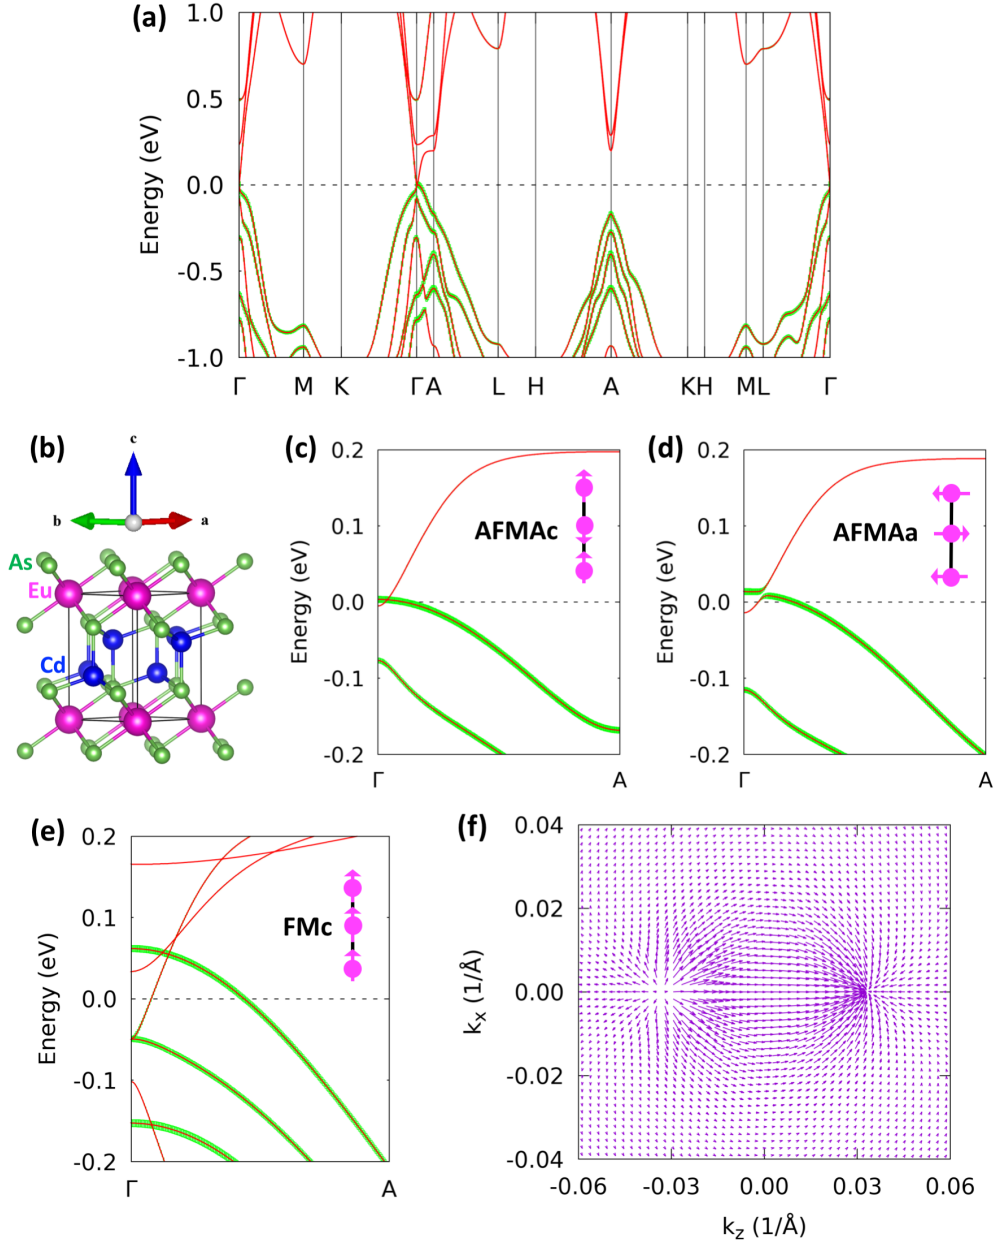 (a)
Energy (eV)
1.0
0.5
0.0
-0.5
-1.0
Γ M K Γ A L H A K H M L Γ
(b)
c
b
a
As
Eu
Cd
(c)
Energy (eV)
0.2
0.1
0.0
-0.1
-0.2
AFMAc
Γ A
(d)
Energy (eV)
0.2
0.1
0.0
-0.1
-0.2
AFMAa
Γ A
(e)
Energy (eV)
0.2
0.1
0.0
-0.1
-0.2
FMc
Γ A
(f)
kx (1/Å)
0.04
0.02
0.00
-0.02
-0.04
-0.06 -0.03 0.00 0.03 0.06
kz (1/Å)